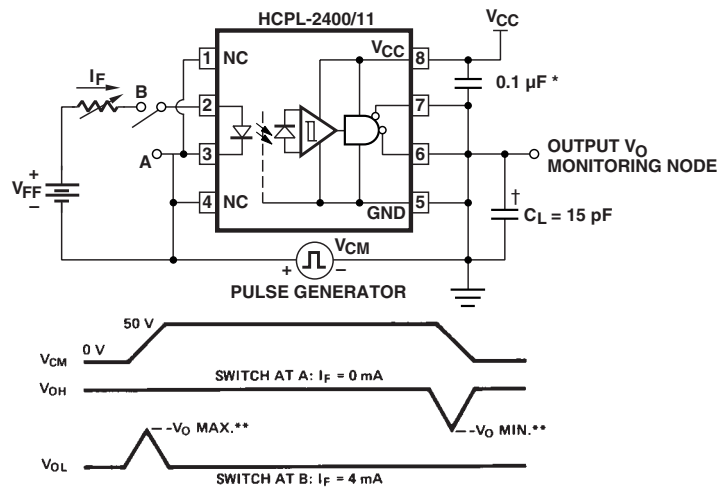 HCPL-2400/11
VCC
IF
B
1 NC
VCC 8
0.1 µF *
2
7
A
3
6
OUTPUT VO
MONITORING NODE
+
VFF
–
4 NC
GND 5
†
CL = 15 pF
VCM
+ –
PULSE GENERATOR
50 V
VCM 0 V
SWITCH AT A: IF = 0 mA
VOH
VO MAX.**
VO MIN.**
VOL
SWITCH AT B: IF = 4 mA